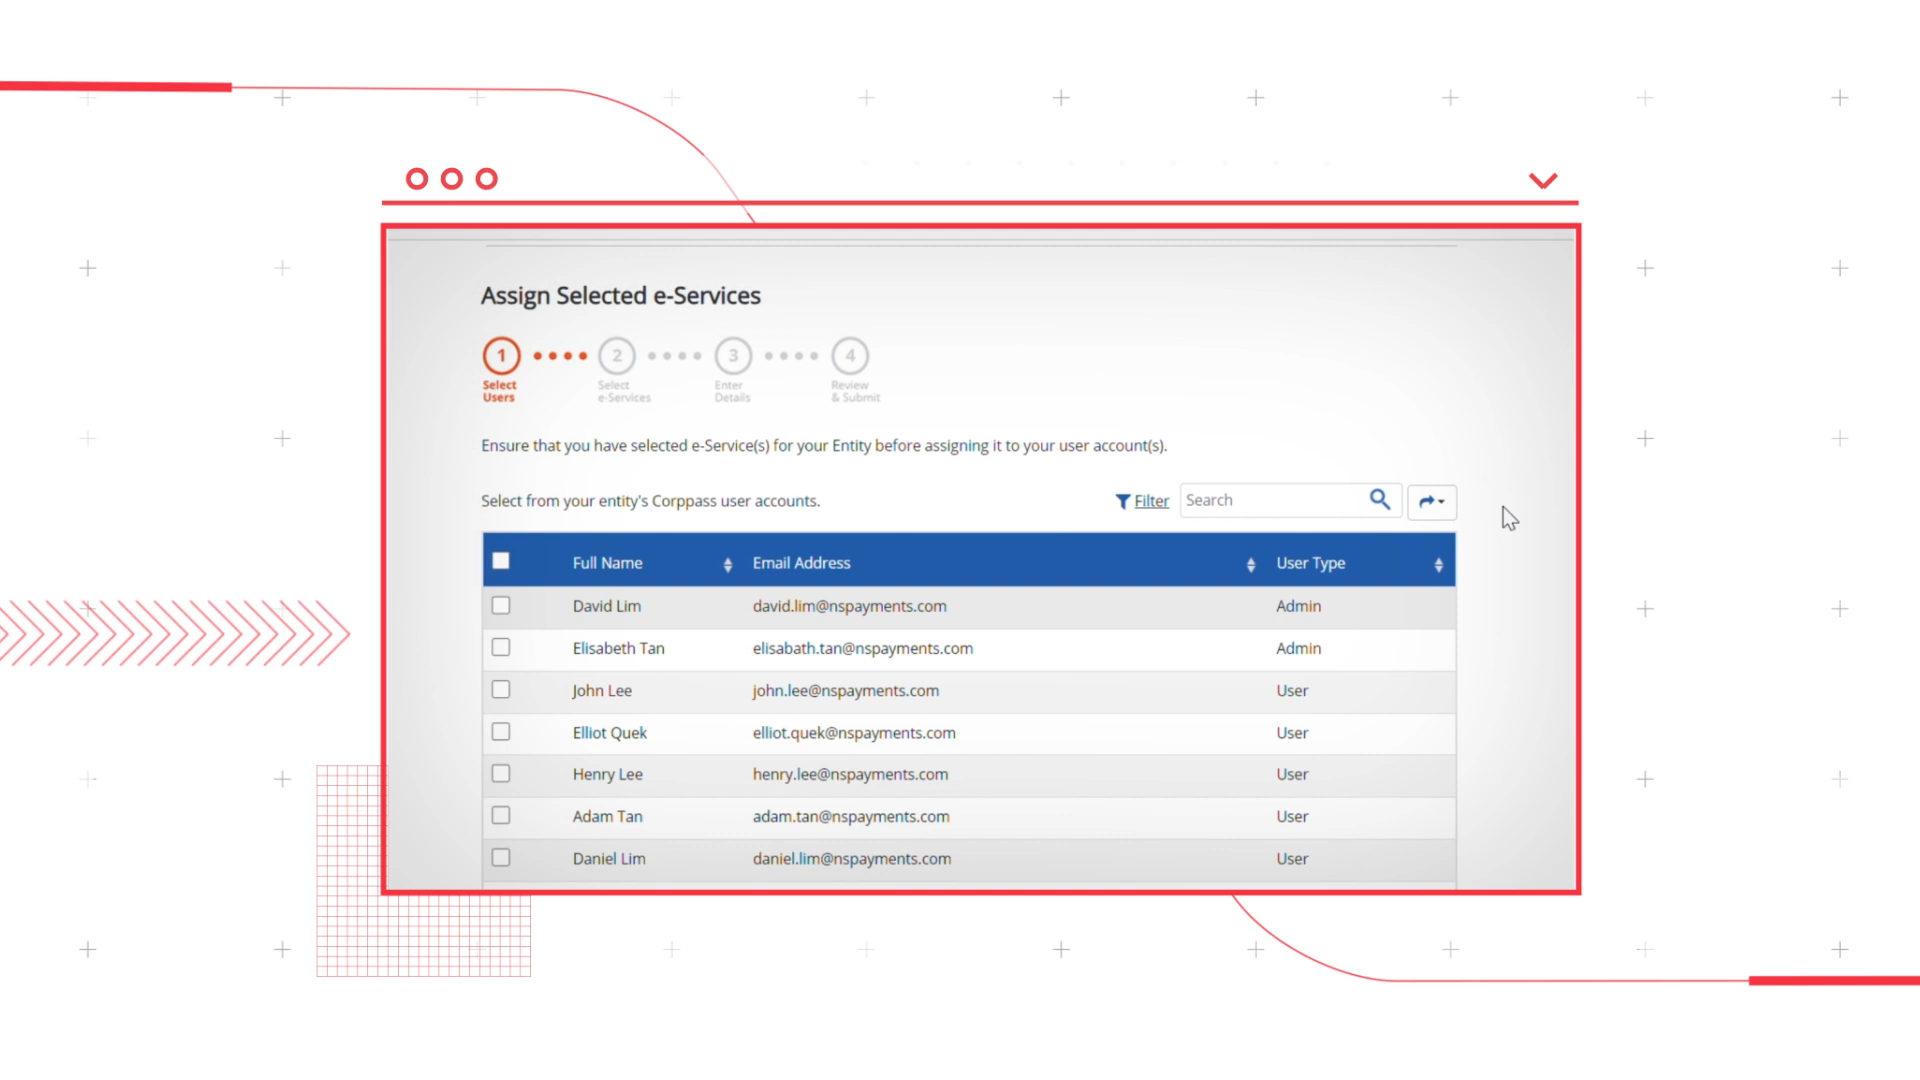 Assign Selected e-Services
1 2 3 4
Select Users
Select e-Services
Enter Details
Review & Submit
Ensure that you have selected e-Service(s) for your Entity before assigning it to your user account(s).
Select from your entity's Corppass user accounts. Filter Search
Full Name Email Address User Type
David Lim david.lim@nspayments.com Admin
Elisabeth Tan elisabath.tan@nspayments.com Admin
John Lee john.lee@nspayments.com User
Elliot Quek elliot.quek@nspayments.com User
Henry Lee henry.lee@nspayments.com User
Adam Tan adam.tan@nspayments.com User
Daniel Lim daniel.lim@nspayments.com User